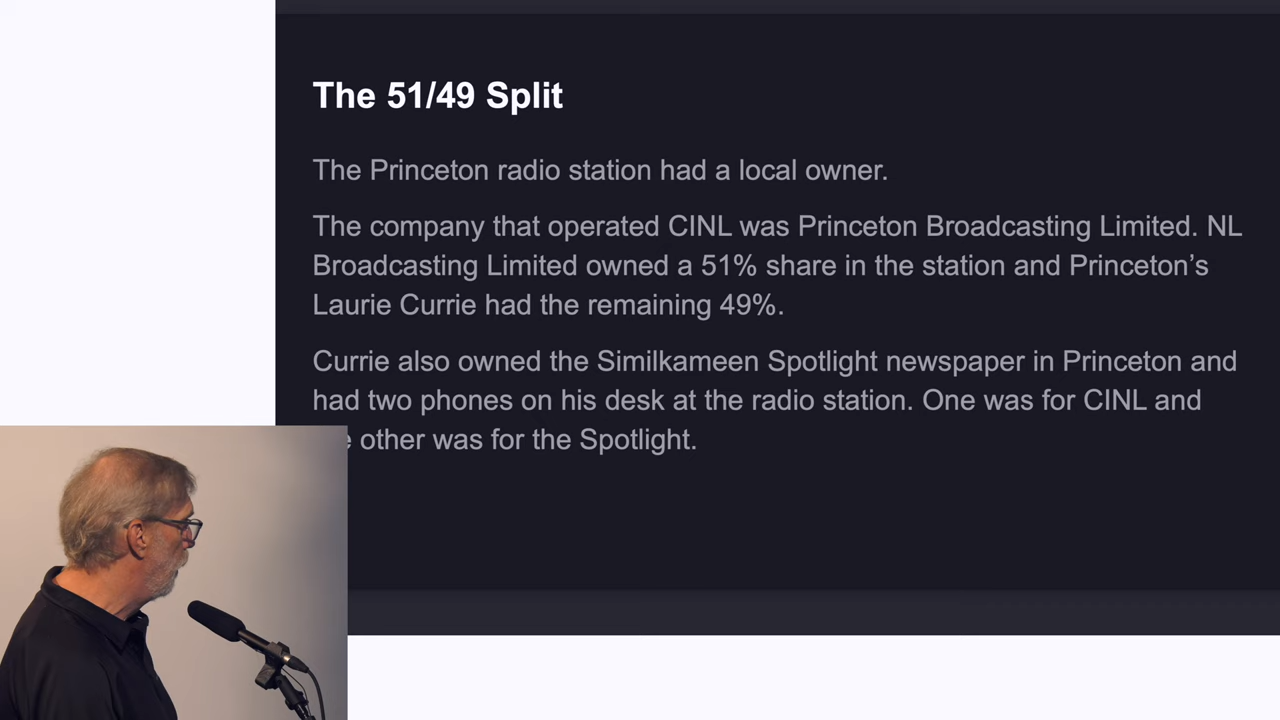 The 51/49 Split
The Princeton radio station had a local owner.
The company that operated CINL was Princeton Broadcasting Limited. NL
Broadcasting Limited owned a 51% share in the station and Princeton’s
Laurie Currie had the remaining 49%.
Currie also owned the Similkameen Spotlight newspaper in Princeton and
had two phones on his desk at the radio station. One was for CINL and
other was for the Spotlight.